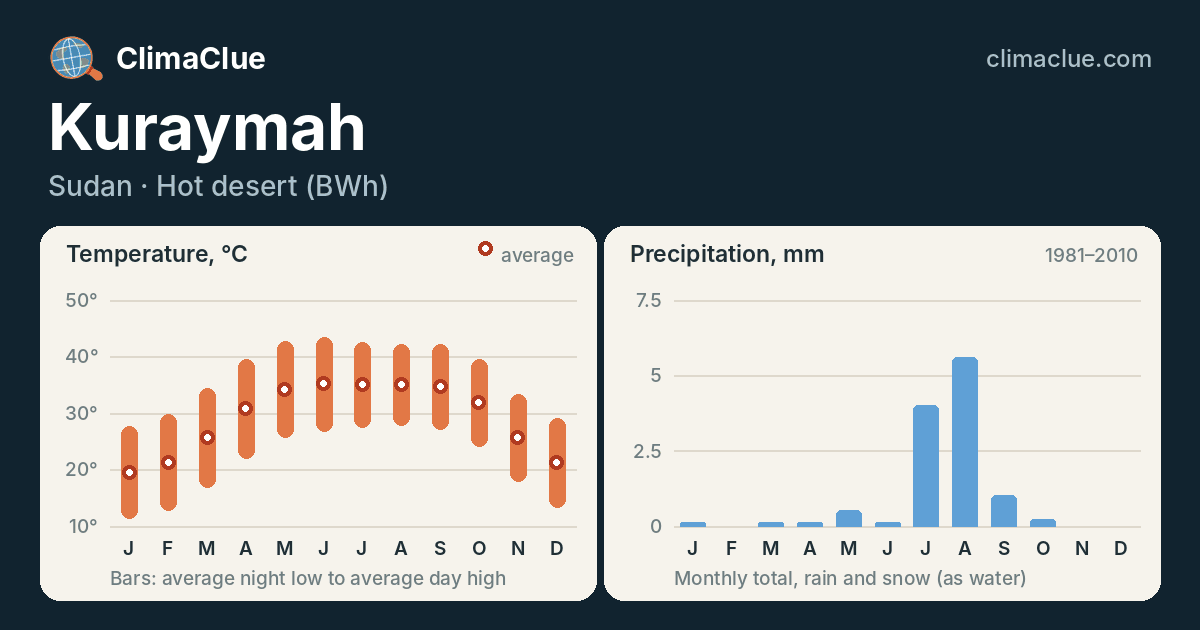 ClimaClue
climaclue.com
Kuraymah
Sudan · Hot desert (BWh)
Temperature, °C
average
50°
40°
30°
20°
10°
J F M A M J J A S O N D
Bars: average night low to average day high
Precipitation, mm
1981–2010
7.5
5
2.5
0
J F M A M J J A S O N D
Monthly total, rain and snow (as water)